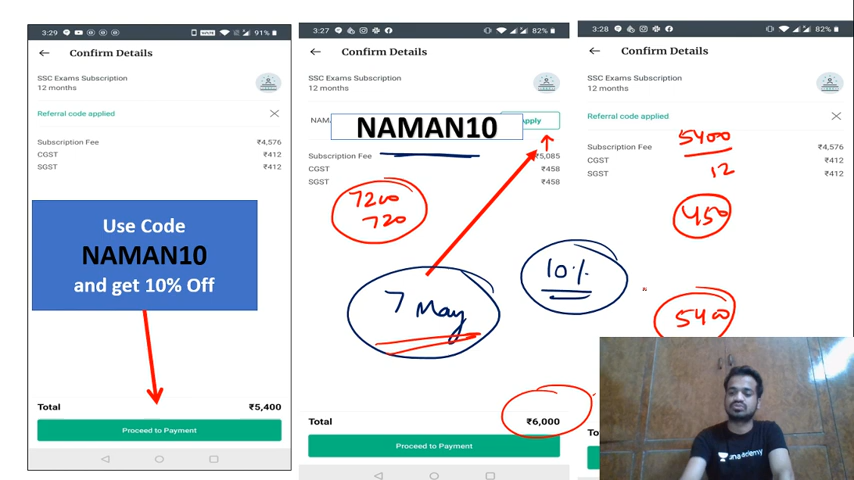 3:29
91%
Confirm Details
SSC Exams Subscription
12 months
Referral code applied
Subscription Fee ₹4,576
CGST ₹412
SGST ₹412
Use Code
NAMAN10
and get 10% Off
Total ₹5,400
Proceed to Payment
3:27
82%
Confirm Details
SSC Exams Subscription
12 months
NAMAN10
Apply
Subscription Fee ₹5,085
CGST ₹458
SGST ₹458
7200
720
7 May
10%
Total ₹6,000
Proceed to Payment
3:28
82%
Confirm Details
SSC Exams Subscription
12 months
Referral code applied
Subscription Fee ₹4,576
CGST ₹412
SGST ₹412
5400
12
450
5400
unacademy